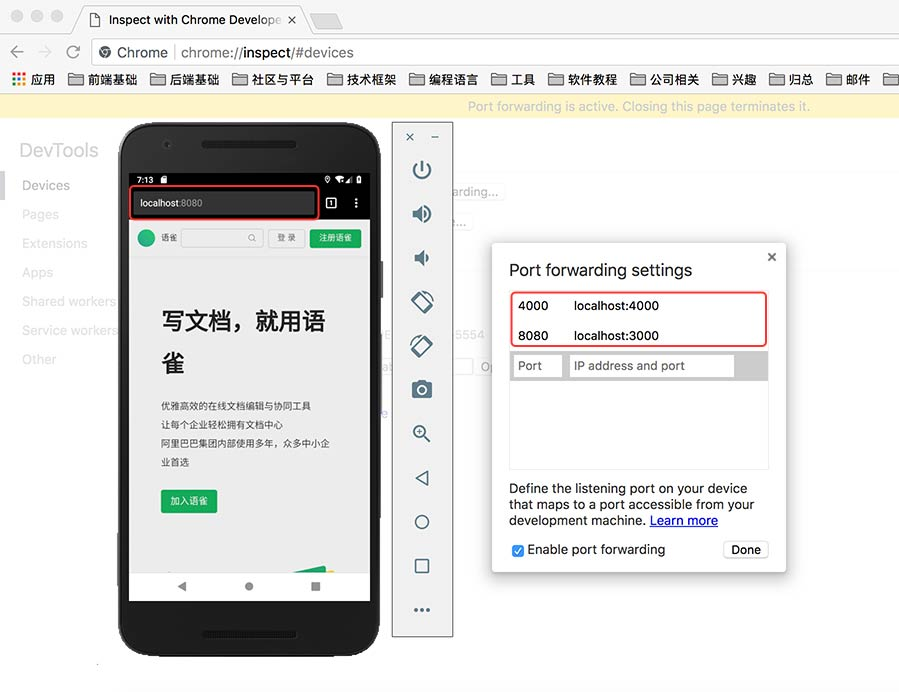 Inspect with Chrome Develope
Chrome chrome://inspect/#devices
应用 前端基础 后端基础 社区与平台 技术框架 编程语言 工具 软件教程 公司相关 兴趣 归总 邮件
Port forwarding is active. Closing this page terminates it.
DevTools
Devices
Pages
Extensions
Apps
Shared workers
Service workers
Other
7:13
localhost:8080
1
语雀 登 录 注册语雀
写文档，就用语
雀
优雅高效的在线文档编辑与协同工具
让每个企业轻松拥有文档中心
阿里巴巴集团内部使用多年，众多中小企
业首选
加入语雀
arding...
5554
Port forwarding settings
4000 localhost:4000
8080 localhost:3000
Port IP address and port
Define the listening port on your device
that maps to a port accessible from your
development machine. Learn more
Enable port forwarding Done